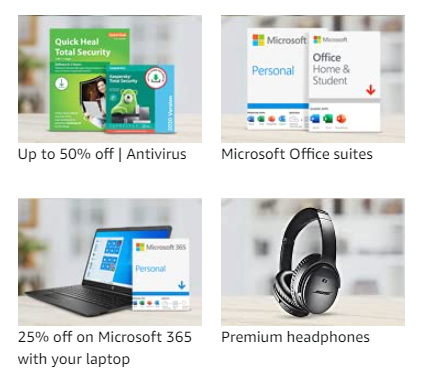 Quick Heal
Total Security
Kaspersky
Total Security
Up to 50% off | Antivirus
Microsoft
Personal
Microsoft
Office
Home &
Student
Microsoft Office suites
Microsoft 365
Personal
25% off on Microsoft 365
with your laptop
BOSE
Premium headphones